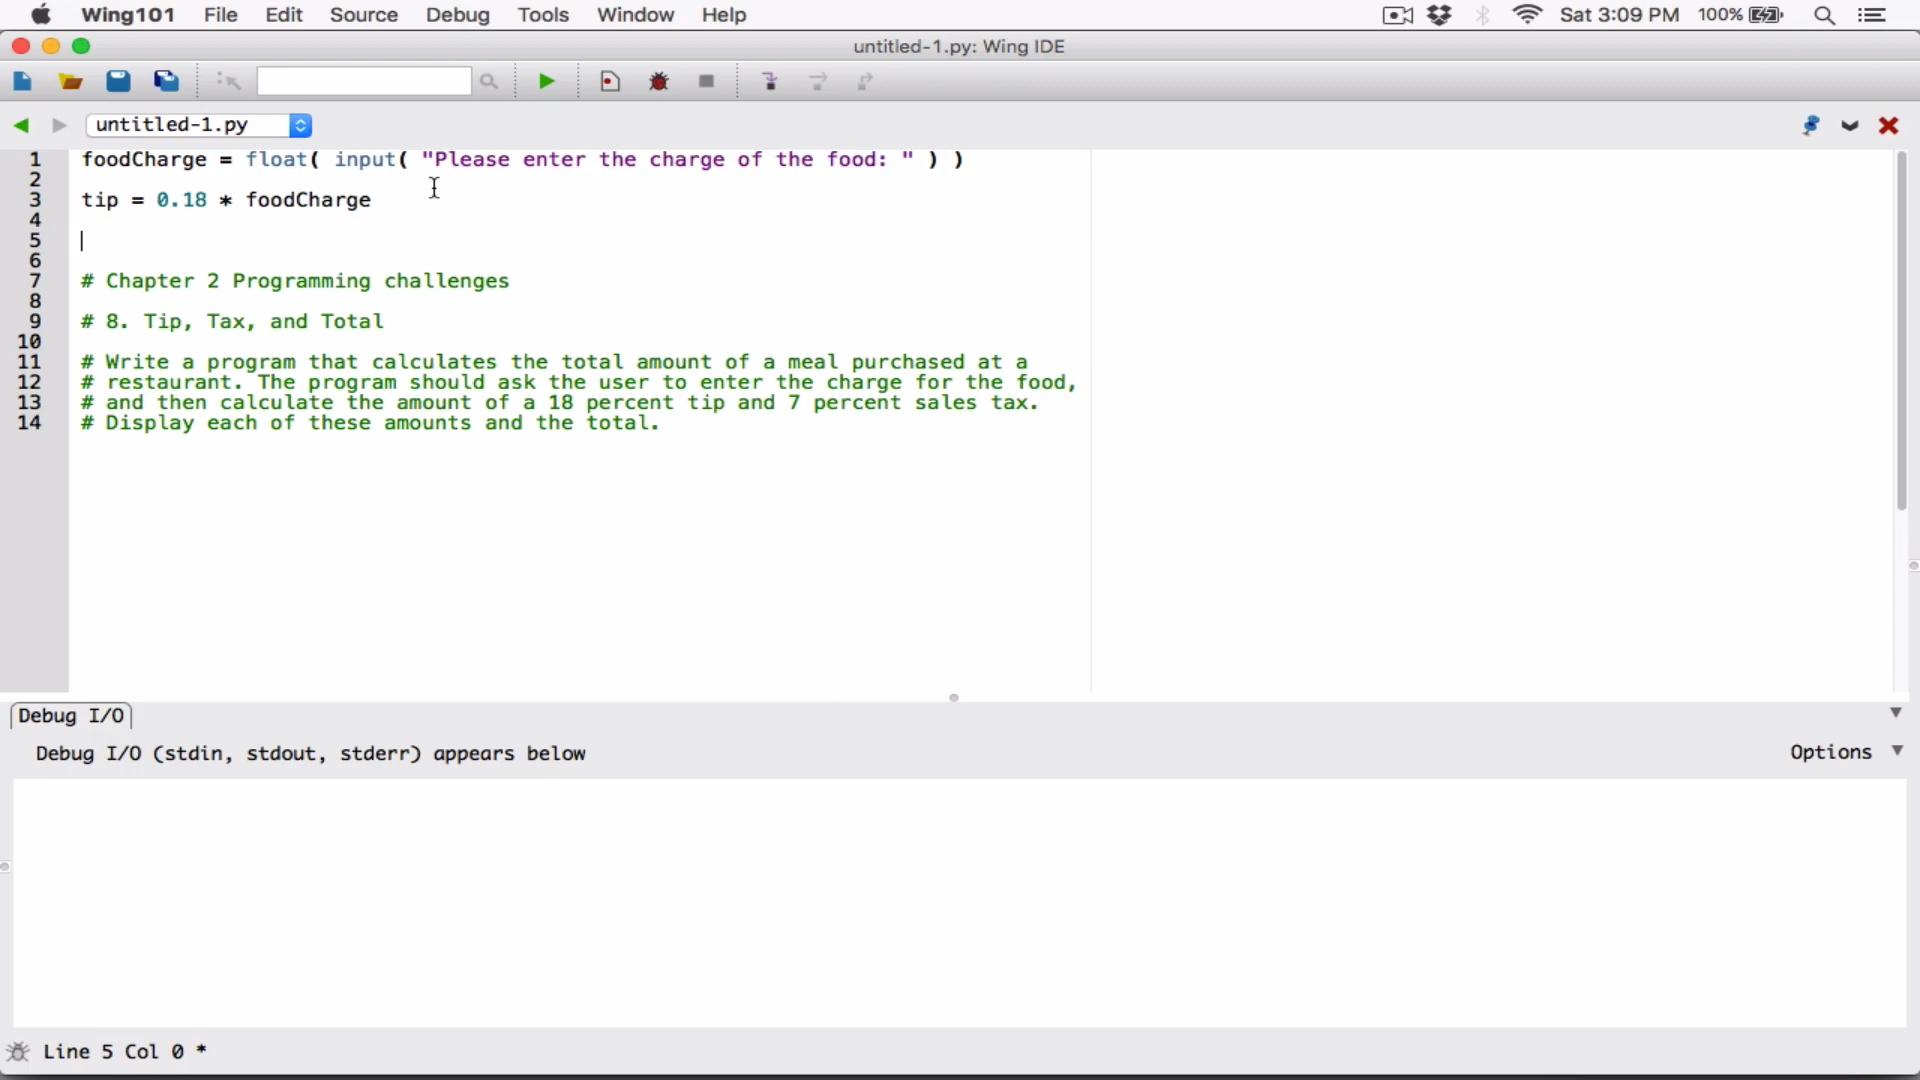 Wing101 File Edit Source Debug Tools Window Help Sat 3:09 PM 100%
untitled-1.py: Wing IDE
untitled-1.py
1 foodCharge = float( input( "Please enter the charge of the food: " ) )
2
3 tip = 0.18 * foodCharge
4
5
6
7 # Chapter 2 Programming challenges
8
9 # 8. Tip, Tax, and Total
10
11 # Write a program that calculates the total amount of a meal purchased at a
12 # restaurant. The program should ask the user to enter the charge for the food,
13 # and then calculate the amount of a 18 percent tip and 7 percent sales tax.
14 # Display each of these amounts and the total.
Debug I/O
Debug I/O (stdin, stdout, stderr) appears below Options
Line 5 Col 0 *